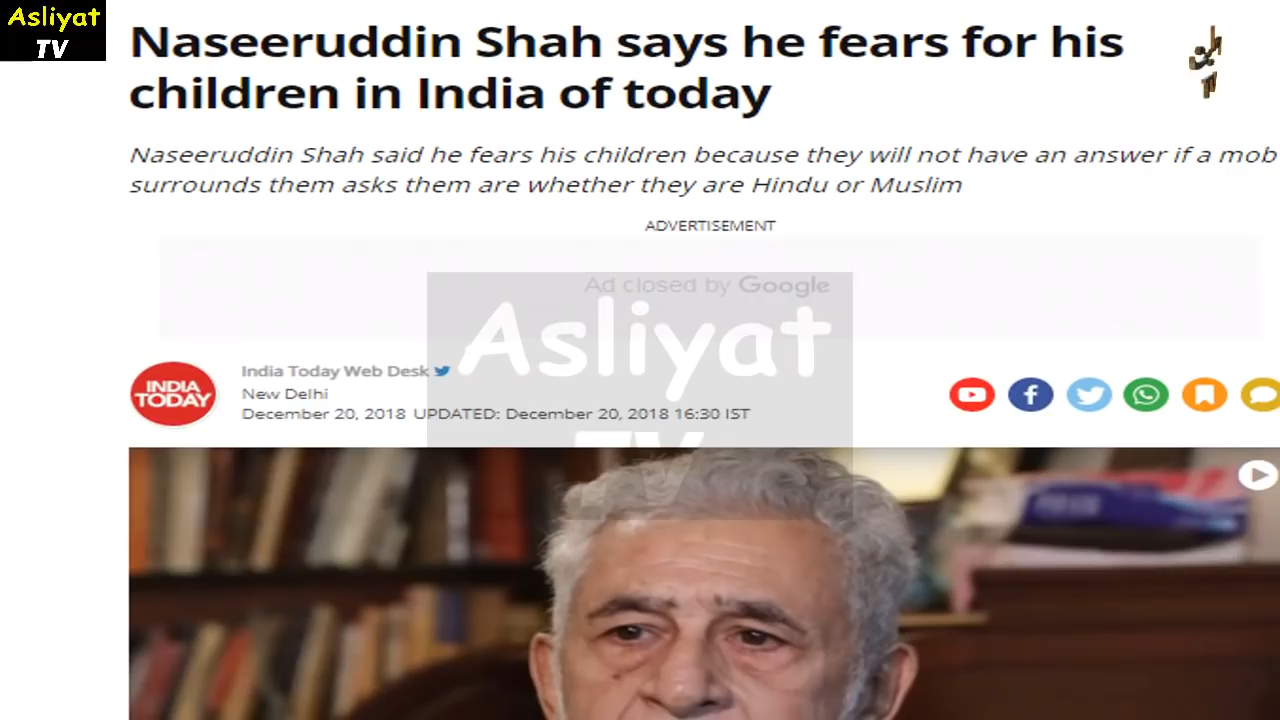 Asliyat
TV
Naseeruddin Shah says he fears for his
children in India of today
Naseeruddin Shah said he fears his children because they will not have an answer if a mob
surrounds them asks them are whether they are Hindu or Muslim
ADVERTISEMENT
Ad closed by Google
Asliyat
TV
INDIA
TODAY
India Today Web Desk
New Delhi
December 20, 2018 UPDATED: December 20, 2018 16:30 IST